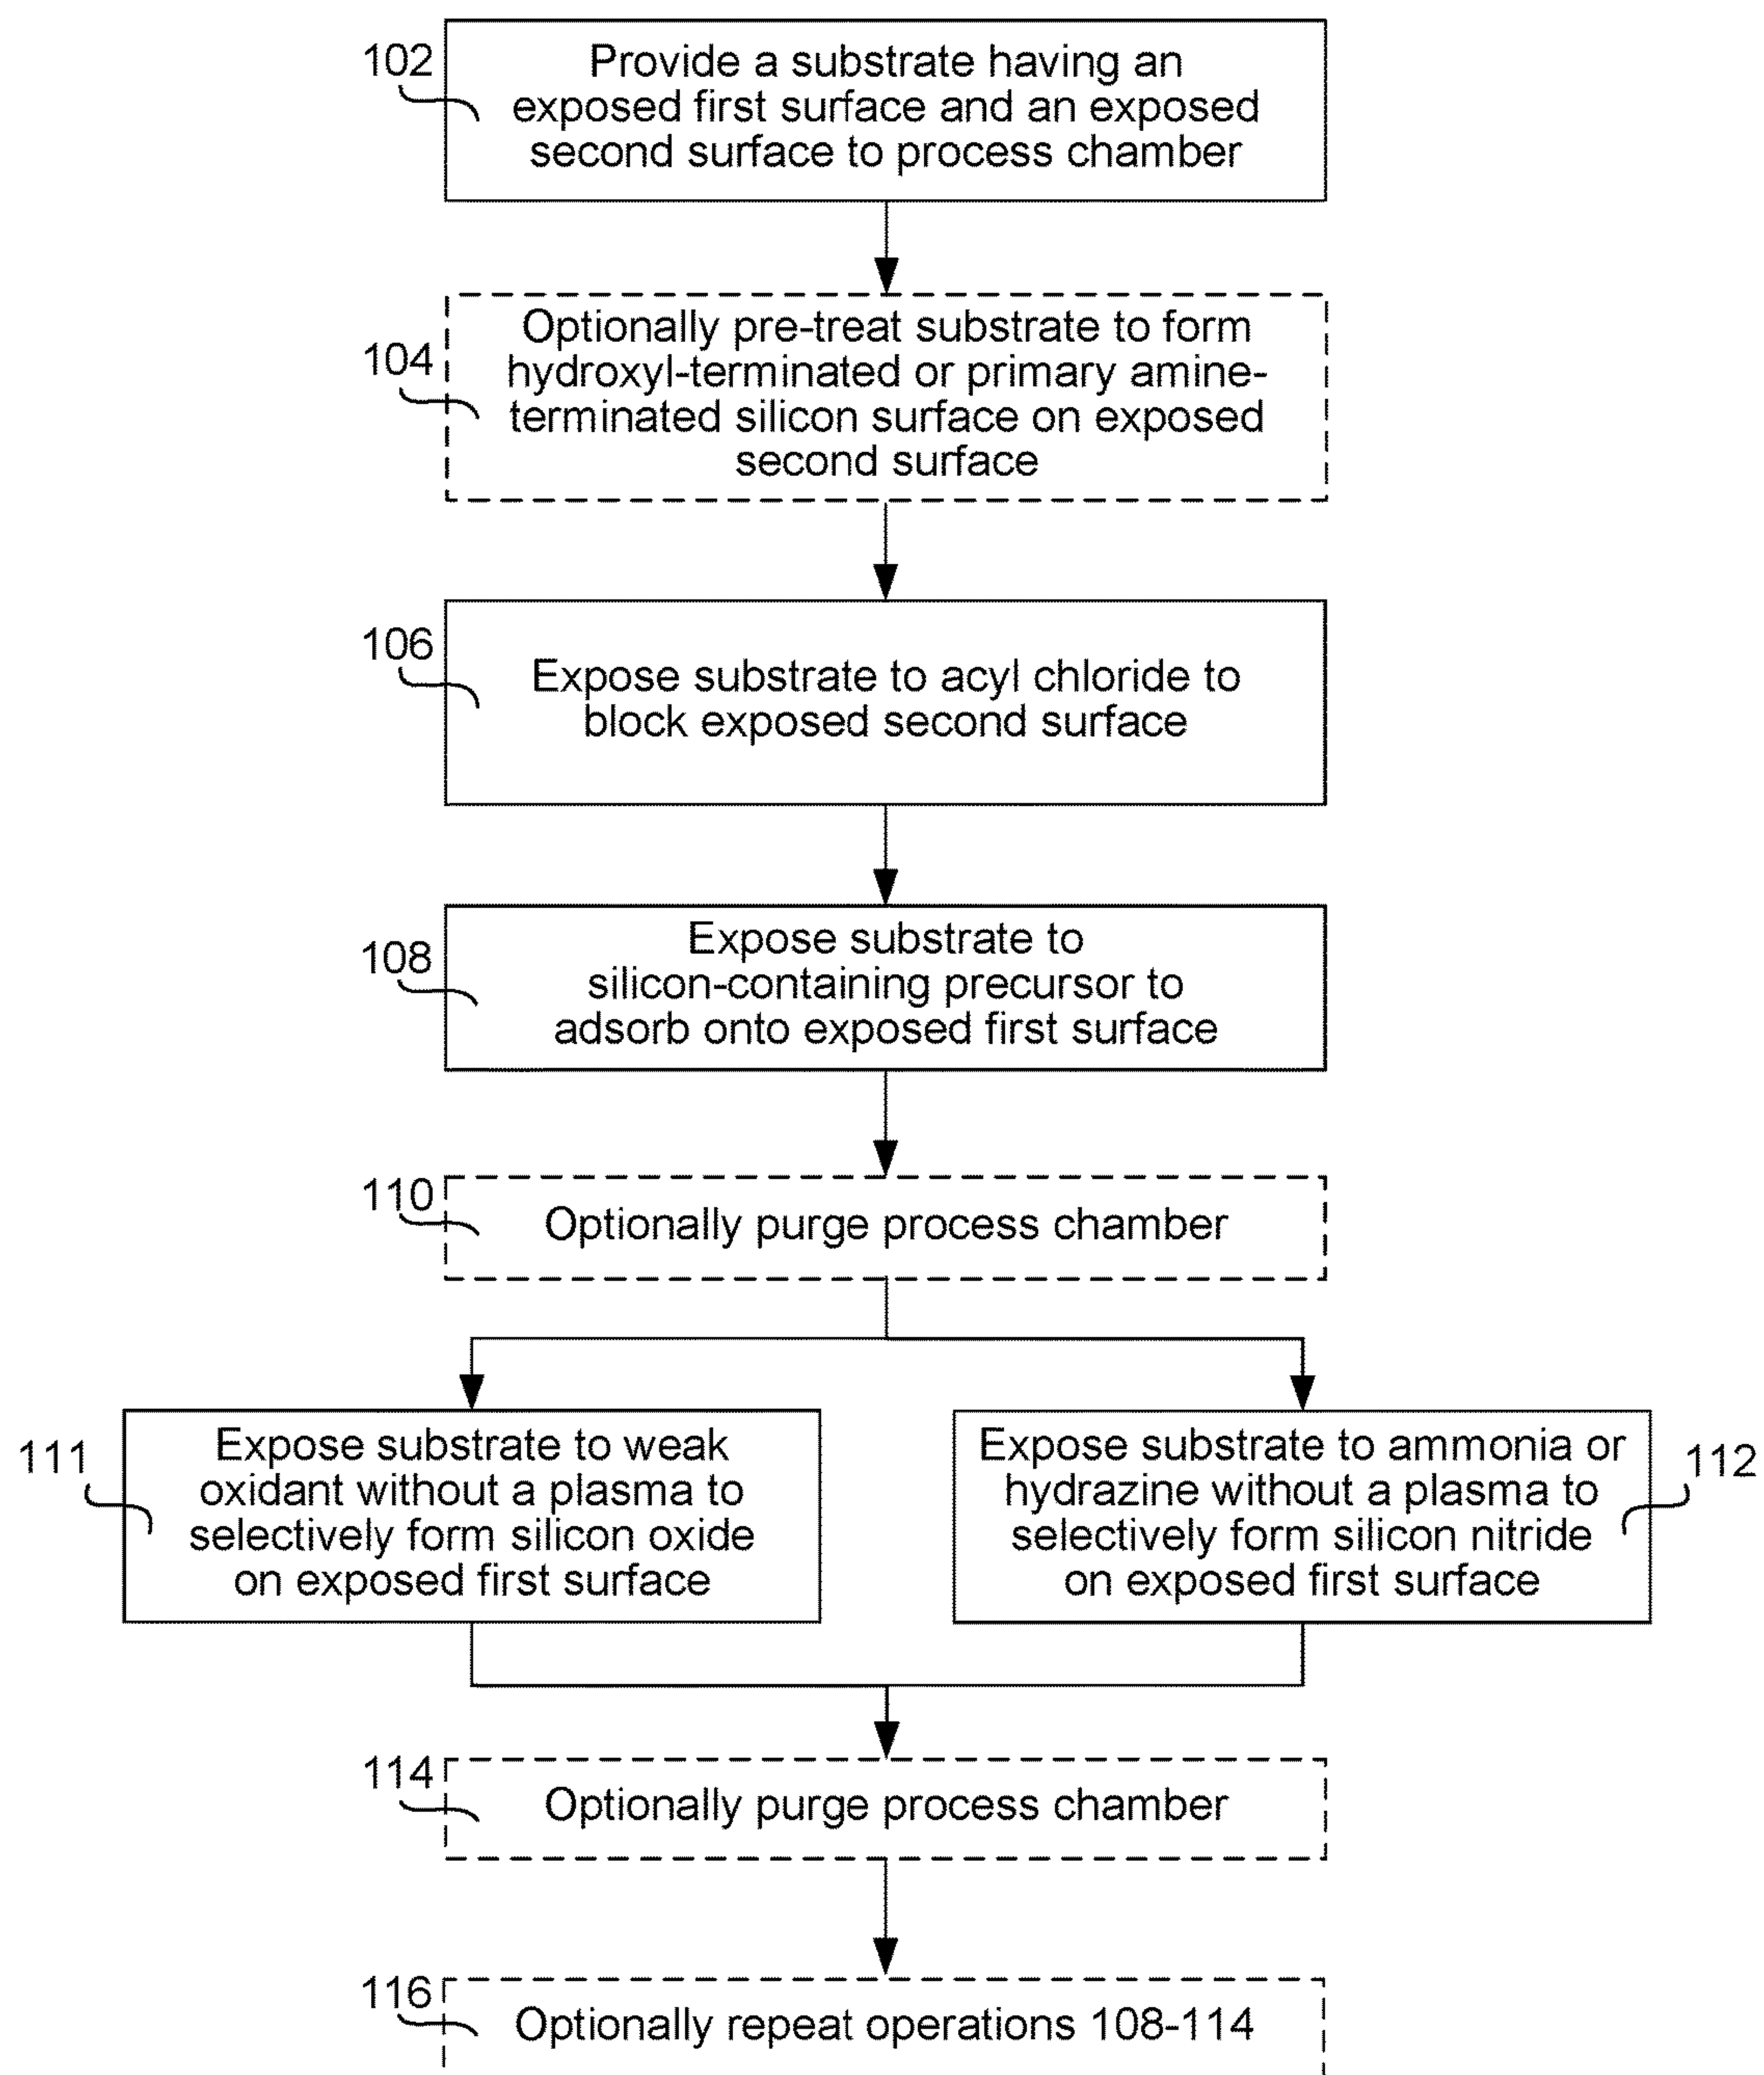 102
Provide a substrate having an
exposed first surface and an exposed
second surface to process chamber
104
Optionally pre-treat substrate to form
hydroxyl-terminated or primary amine-
terminated silicon surface on exposed
second surface
106
Expose substrate to acyl chloride to
block exposed second surface
108
Expose substrate to
silicon-containing precursor to
adsorb onto exposed first surface
110
Optionally purge process chamber
111
Expose substrate to weak
oxidant without a plasma to
selectively form silicon oxide
on exposed first surface
Expose substrate to ammonia or
hydrazine without a plasma to
selectively form silicon nitride
on exposed first surface
112
114
Optionally purge process chamber
116
Optionally repeat operations 108-114